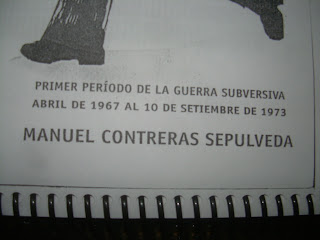 PRIMER PERÍODO DE LA GUERRA SUBVERSIVA
ABRIL DE 1967 AL 10 DE SETIEMBRE DE 1973
MANUEL CONTRERAS SEPULVEDA